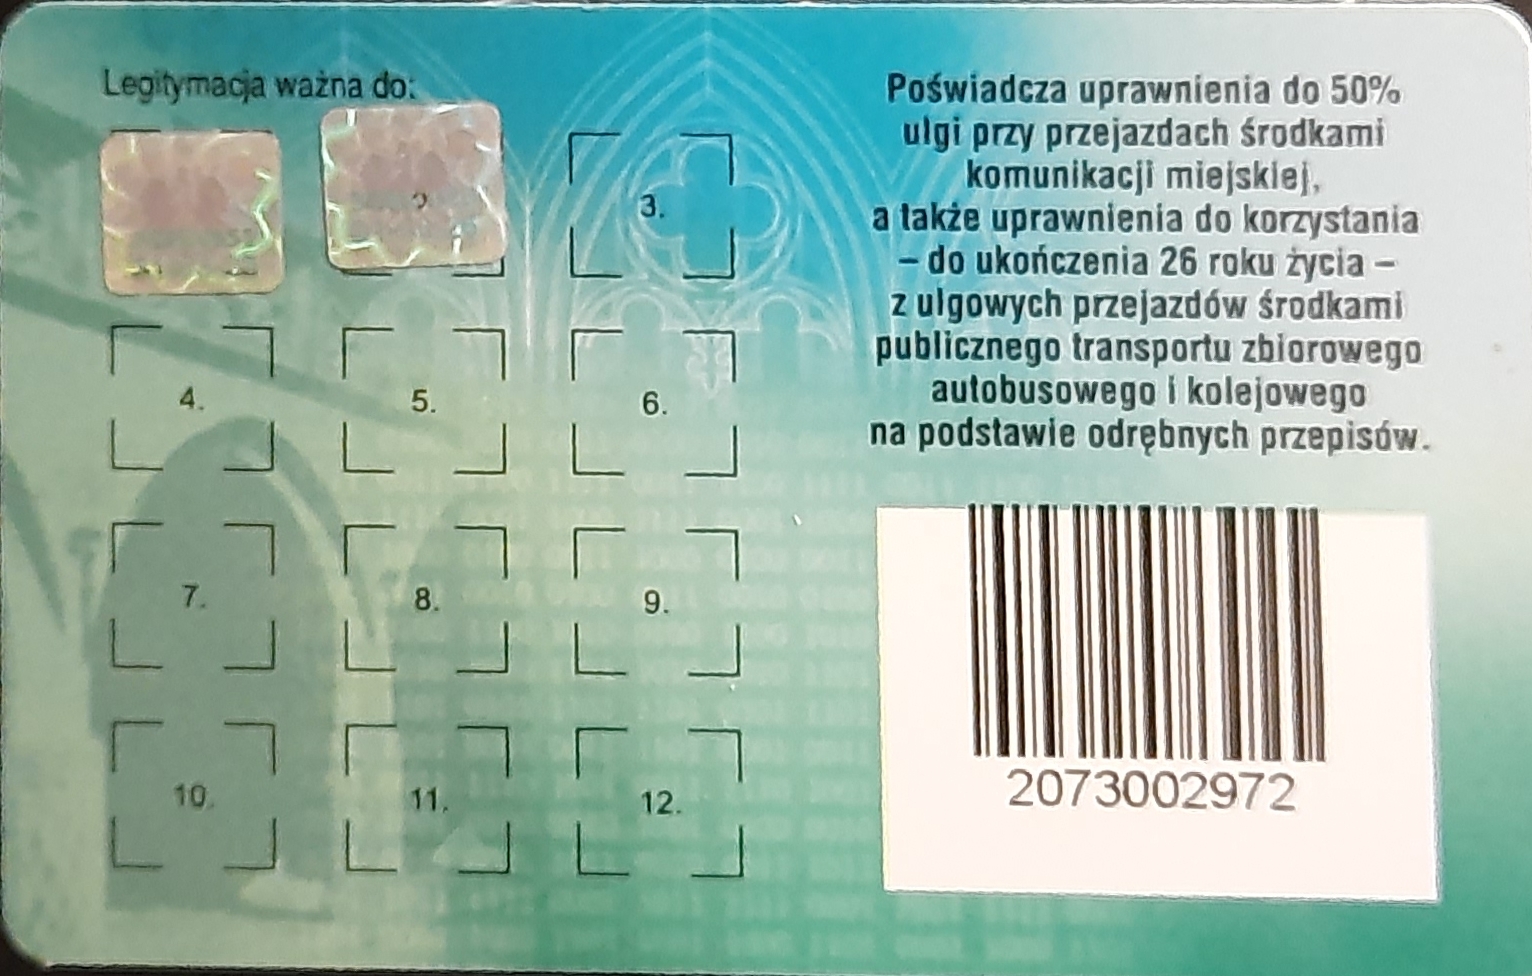 Legitymacja ważna do:
3.
4. 5. 6.
7. 8. 9.
10. 11. 12.
Poświadcza uprawnienia do 50%
ulgi przy przejazdach środkami
komunikacji miejskiej,
a także uprawnienia do korzystania
– do ukończenia 26 roku życia –
z ulgowych przejazdów środkami
publicznego transportu zbiorowego
autobusowego i kolejowego
na podstawie odrębnych przepisów.
2073002972